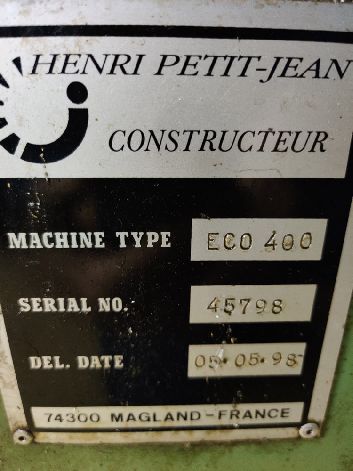 HENRI PETIT-JEAN
CONSTRUCTEUR
MACHINE TYPE ECO 400
SERIAL NO. 45798
DEL. DATE 05.05.98
74300 MAGLAND-FRANCE